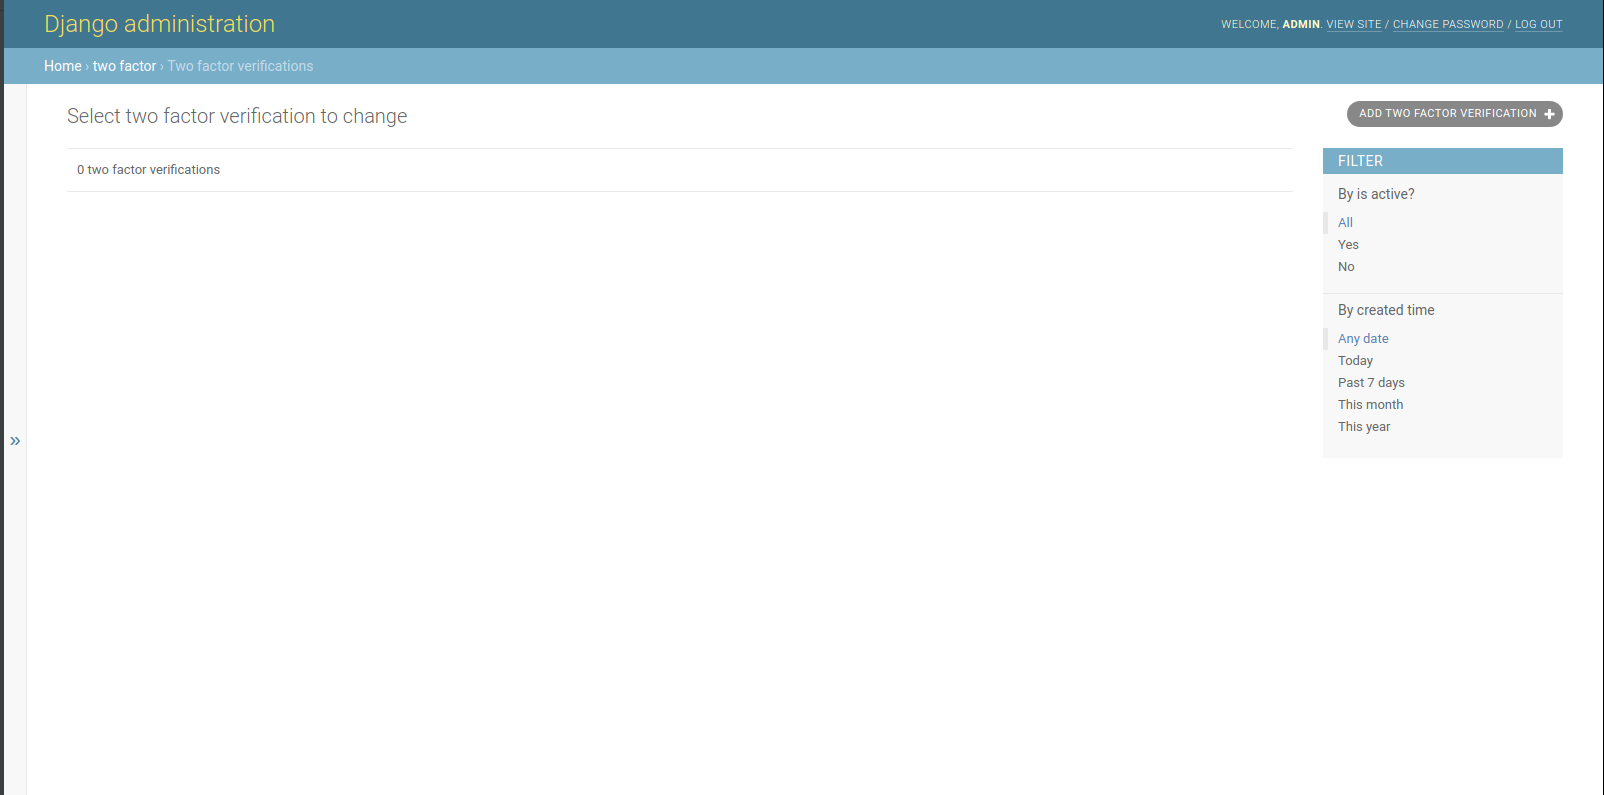 Django administration
WELCOME, ADMIN. VIEW SITE / CHANGE PASSWORD / LOG OUT
Home › two factor › Two factor verifications
Select two factor verification to change
ADD TWO FACTOR VERIFICATION +
0 two factor verifications
FILTER
By is active?
All
Yes
No
By created time
Any date
Today
Past 7 days
This month
This year
»